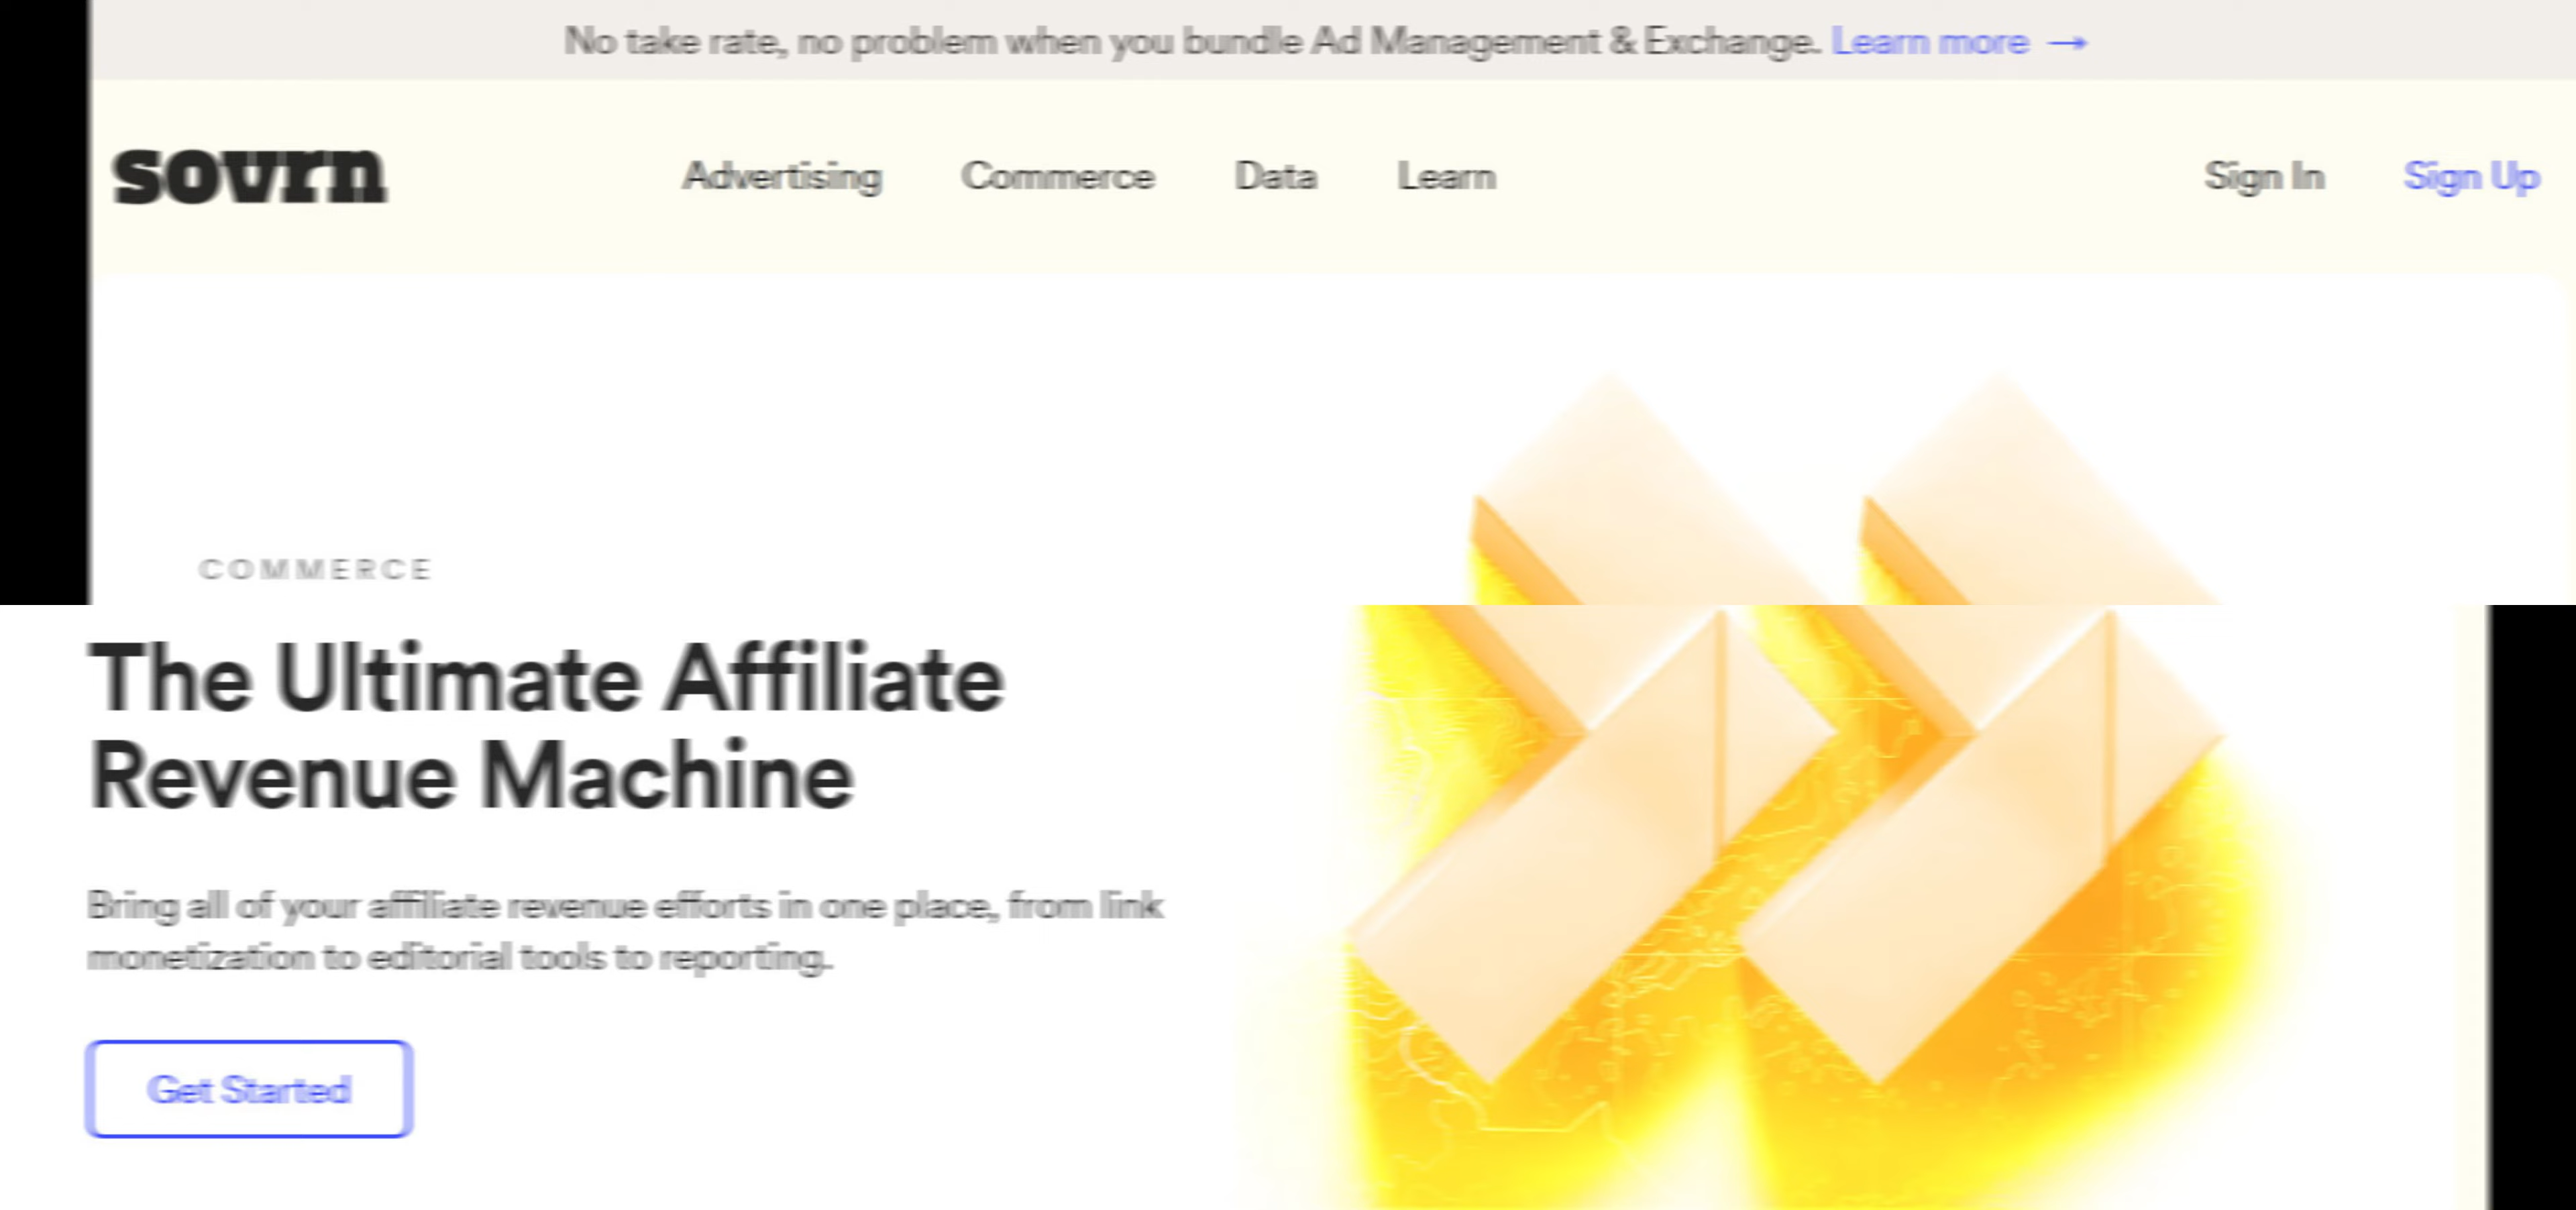 No take rate, no problem when you bundle Ad Management & Exchange. Learn more →
sovrn
Advertising Commerce Data Learn Sign In Sign Up
COMMERCE
The Ultimate Affiliate
Revenue Machine
Bring all of your affiliate revenue efforts in one place, from link
monetization to editorial tools to reporting.
Get Started